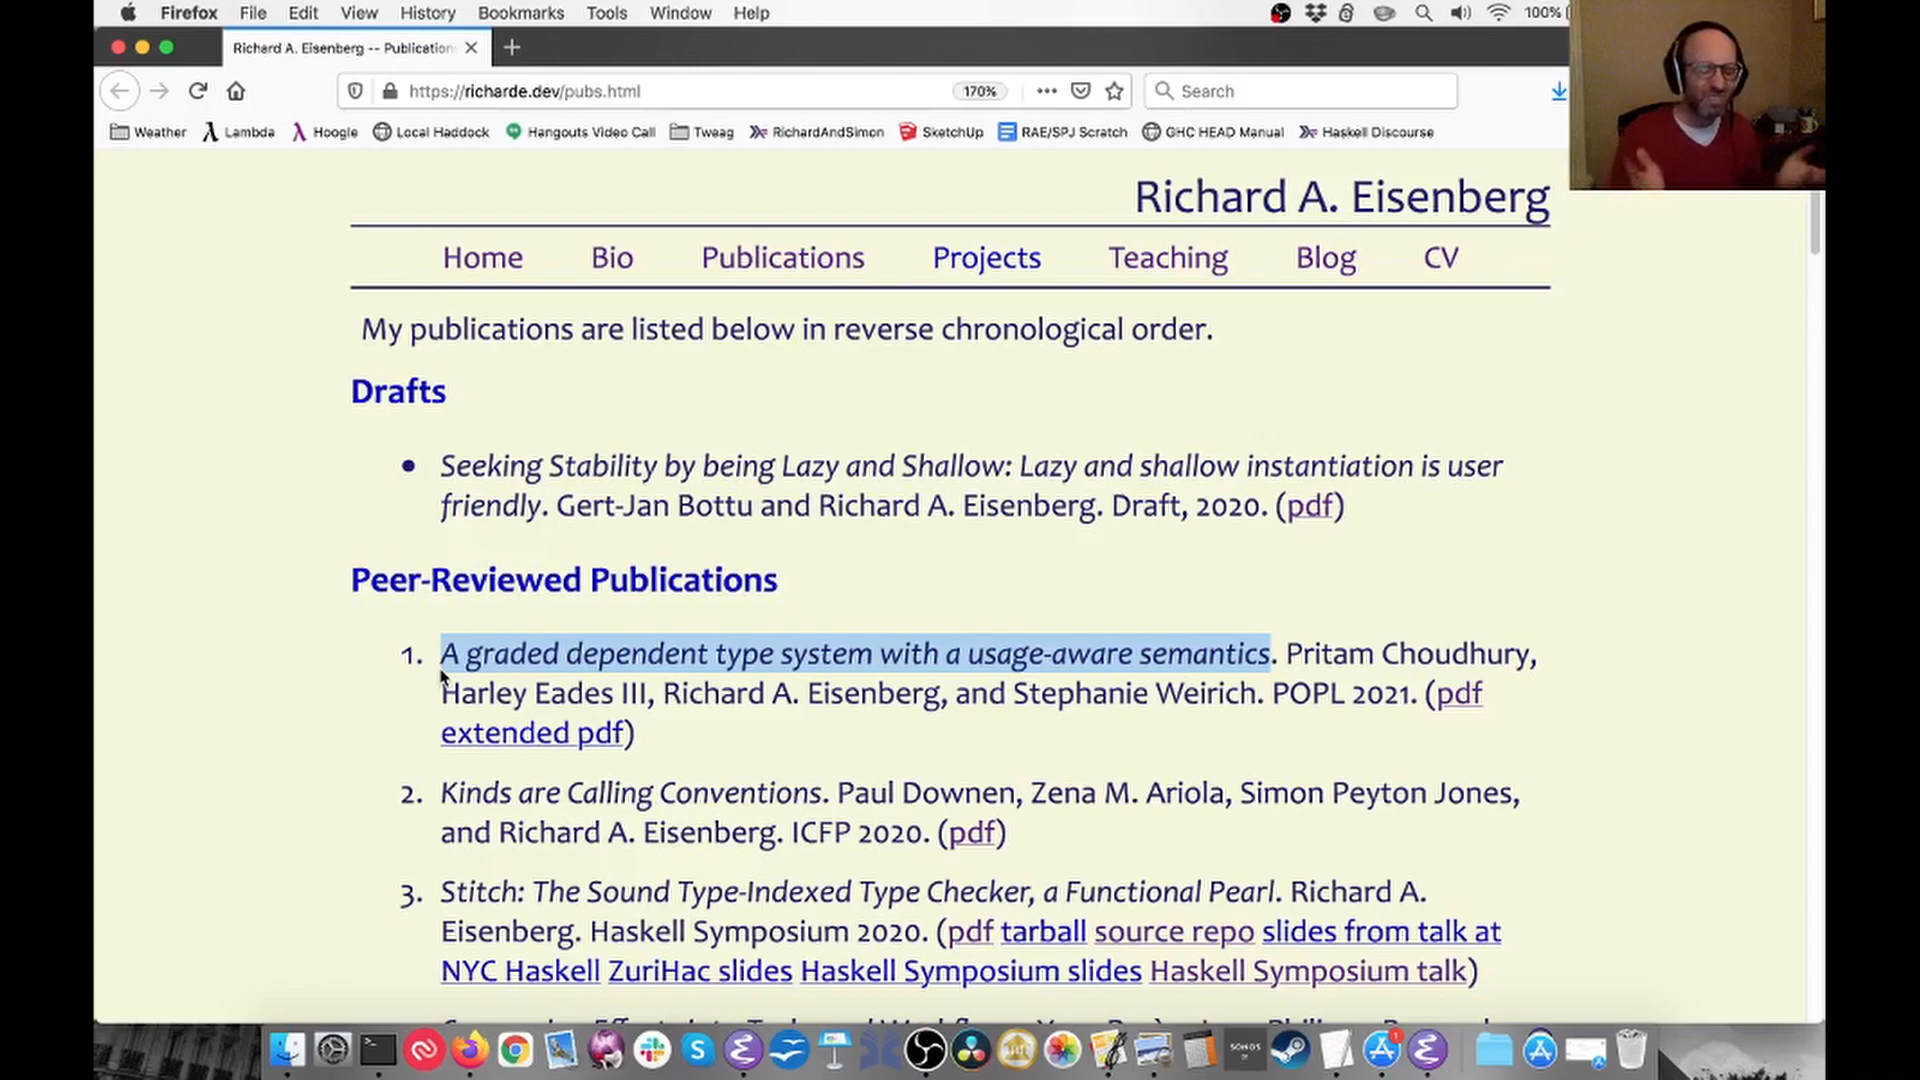 Firefox File Edit View History Bookmarks Tools Window Help 100%
Richard A. Eisenberg -- Publication
https://richarde.dev/pubs.html 170% Search
Weather Lambda Hoogle Local Haddock Hangouts Video Call Tweag RichardAndSimon SketchUp RAE/SPJ Scratch GHC HEAD Manual Haskell Discourse
Richard A. Eisenberg
Home Bio Publications Projects Teaching Blog CV
My publications are listed below in reverse chronological order.
Drafts
• Seeking Stability by being Lazy and Shallow: Lazy and shallow instantiation is user
friendly. Gert-Jan Bottu and Richard A. Eisenberg. Draft, 2020. (pdf)
Peer-Reviewed Publications
1. A graded dependent type system with a usage-aware semantics. Pritam Choudhury,
Harley Eades III, Richard A. Eisenberg, and Stephanie Weirich. POPL 2021. (pdf
extended pdf)
2. Kinds are Calling Conventions. Paul Downen, Zena M. Ariola, Simon Peyton Jones,
and Richard A. Eisenberg. ICFP 2020. (pdf)
3. Stitch: The Sound Type-Indexed Type Checker, a Functional Pearl. Richard A.
Eisenberg. Haskell Symposium 2020. (pdf tarball source repo slides from talk at
NYC Haskell ZuriHac slides Haskell Symposium slides Haskell Symposium talk)
SONOS